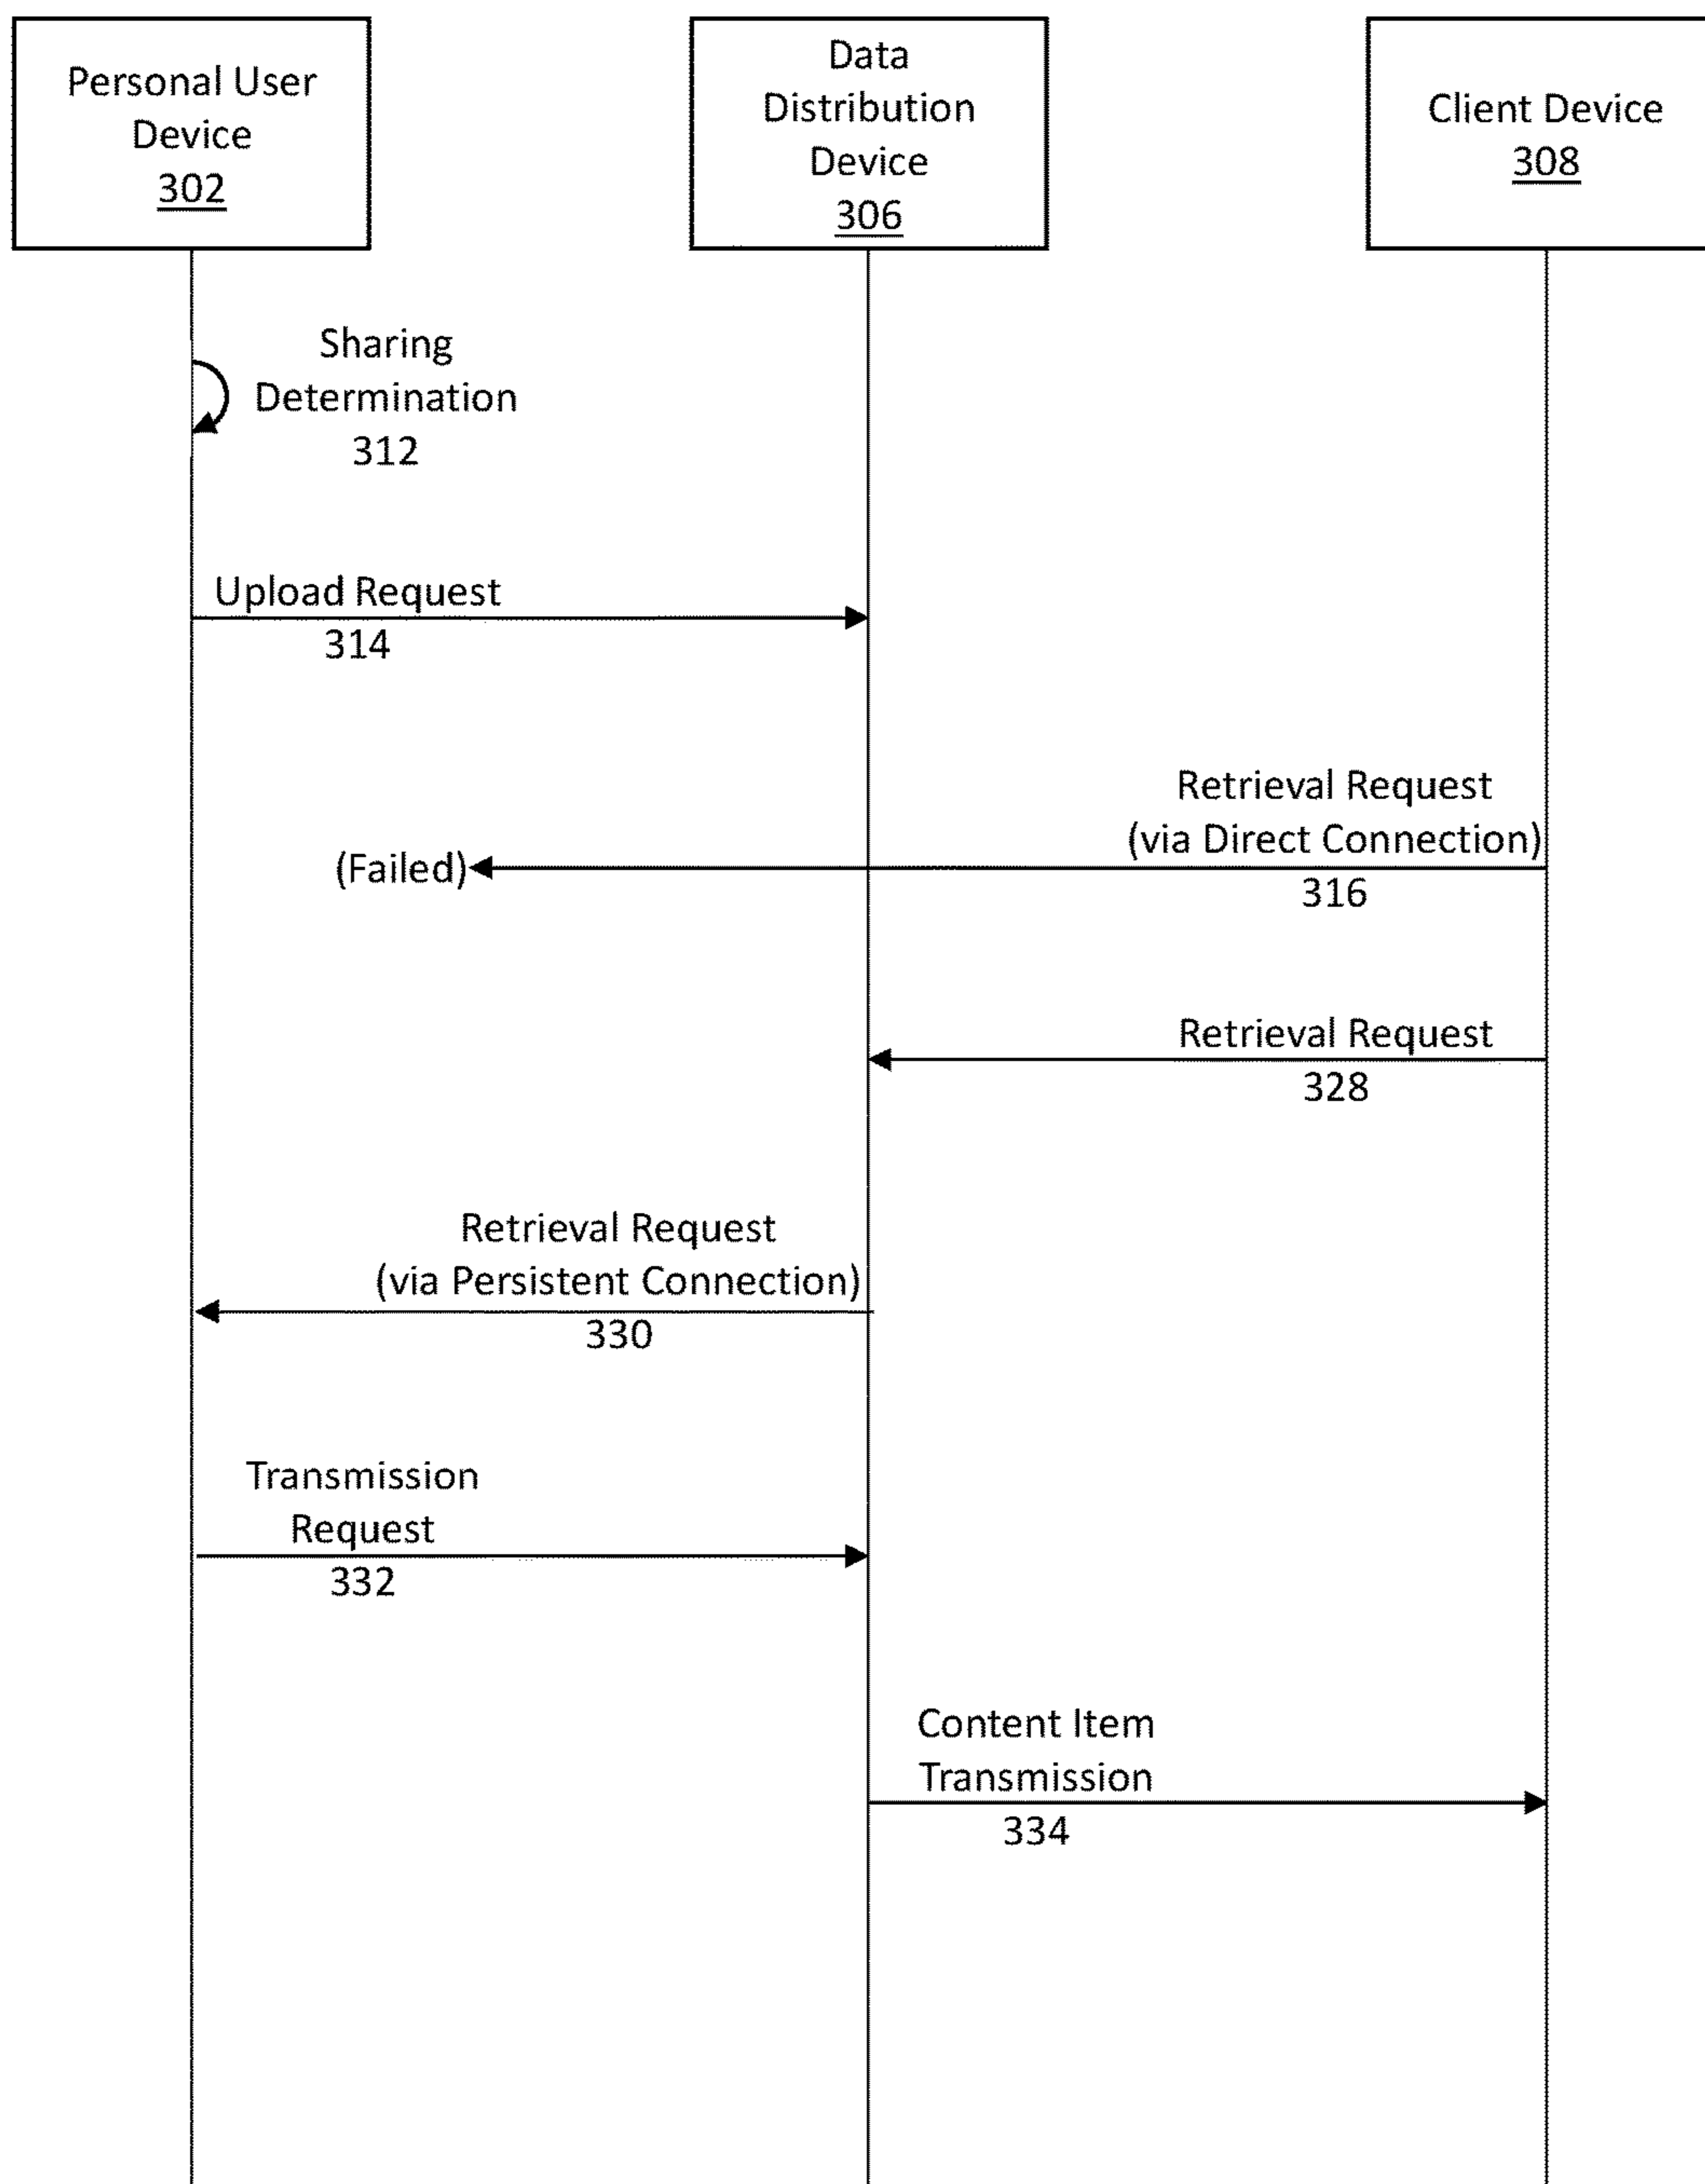 Personal User
Device
302
Data
Distribution
Device
306
Client Device
308
Sharing
Determination
312
Upload Request
314
Retrieval Request
(via Direct Connection)
(Failed)
316
Retrieval Request
328
Retrieval Request
(via Persistent Connection)
330
Transmission
Request
332
Content Item
Transmission
334